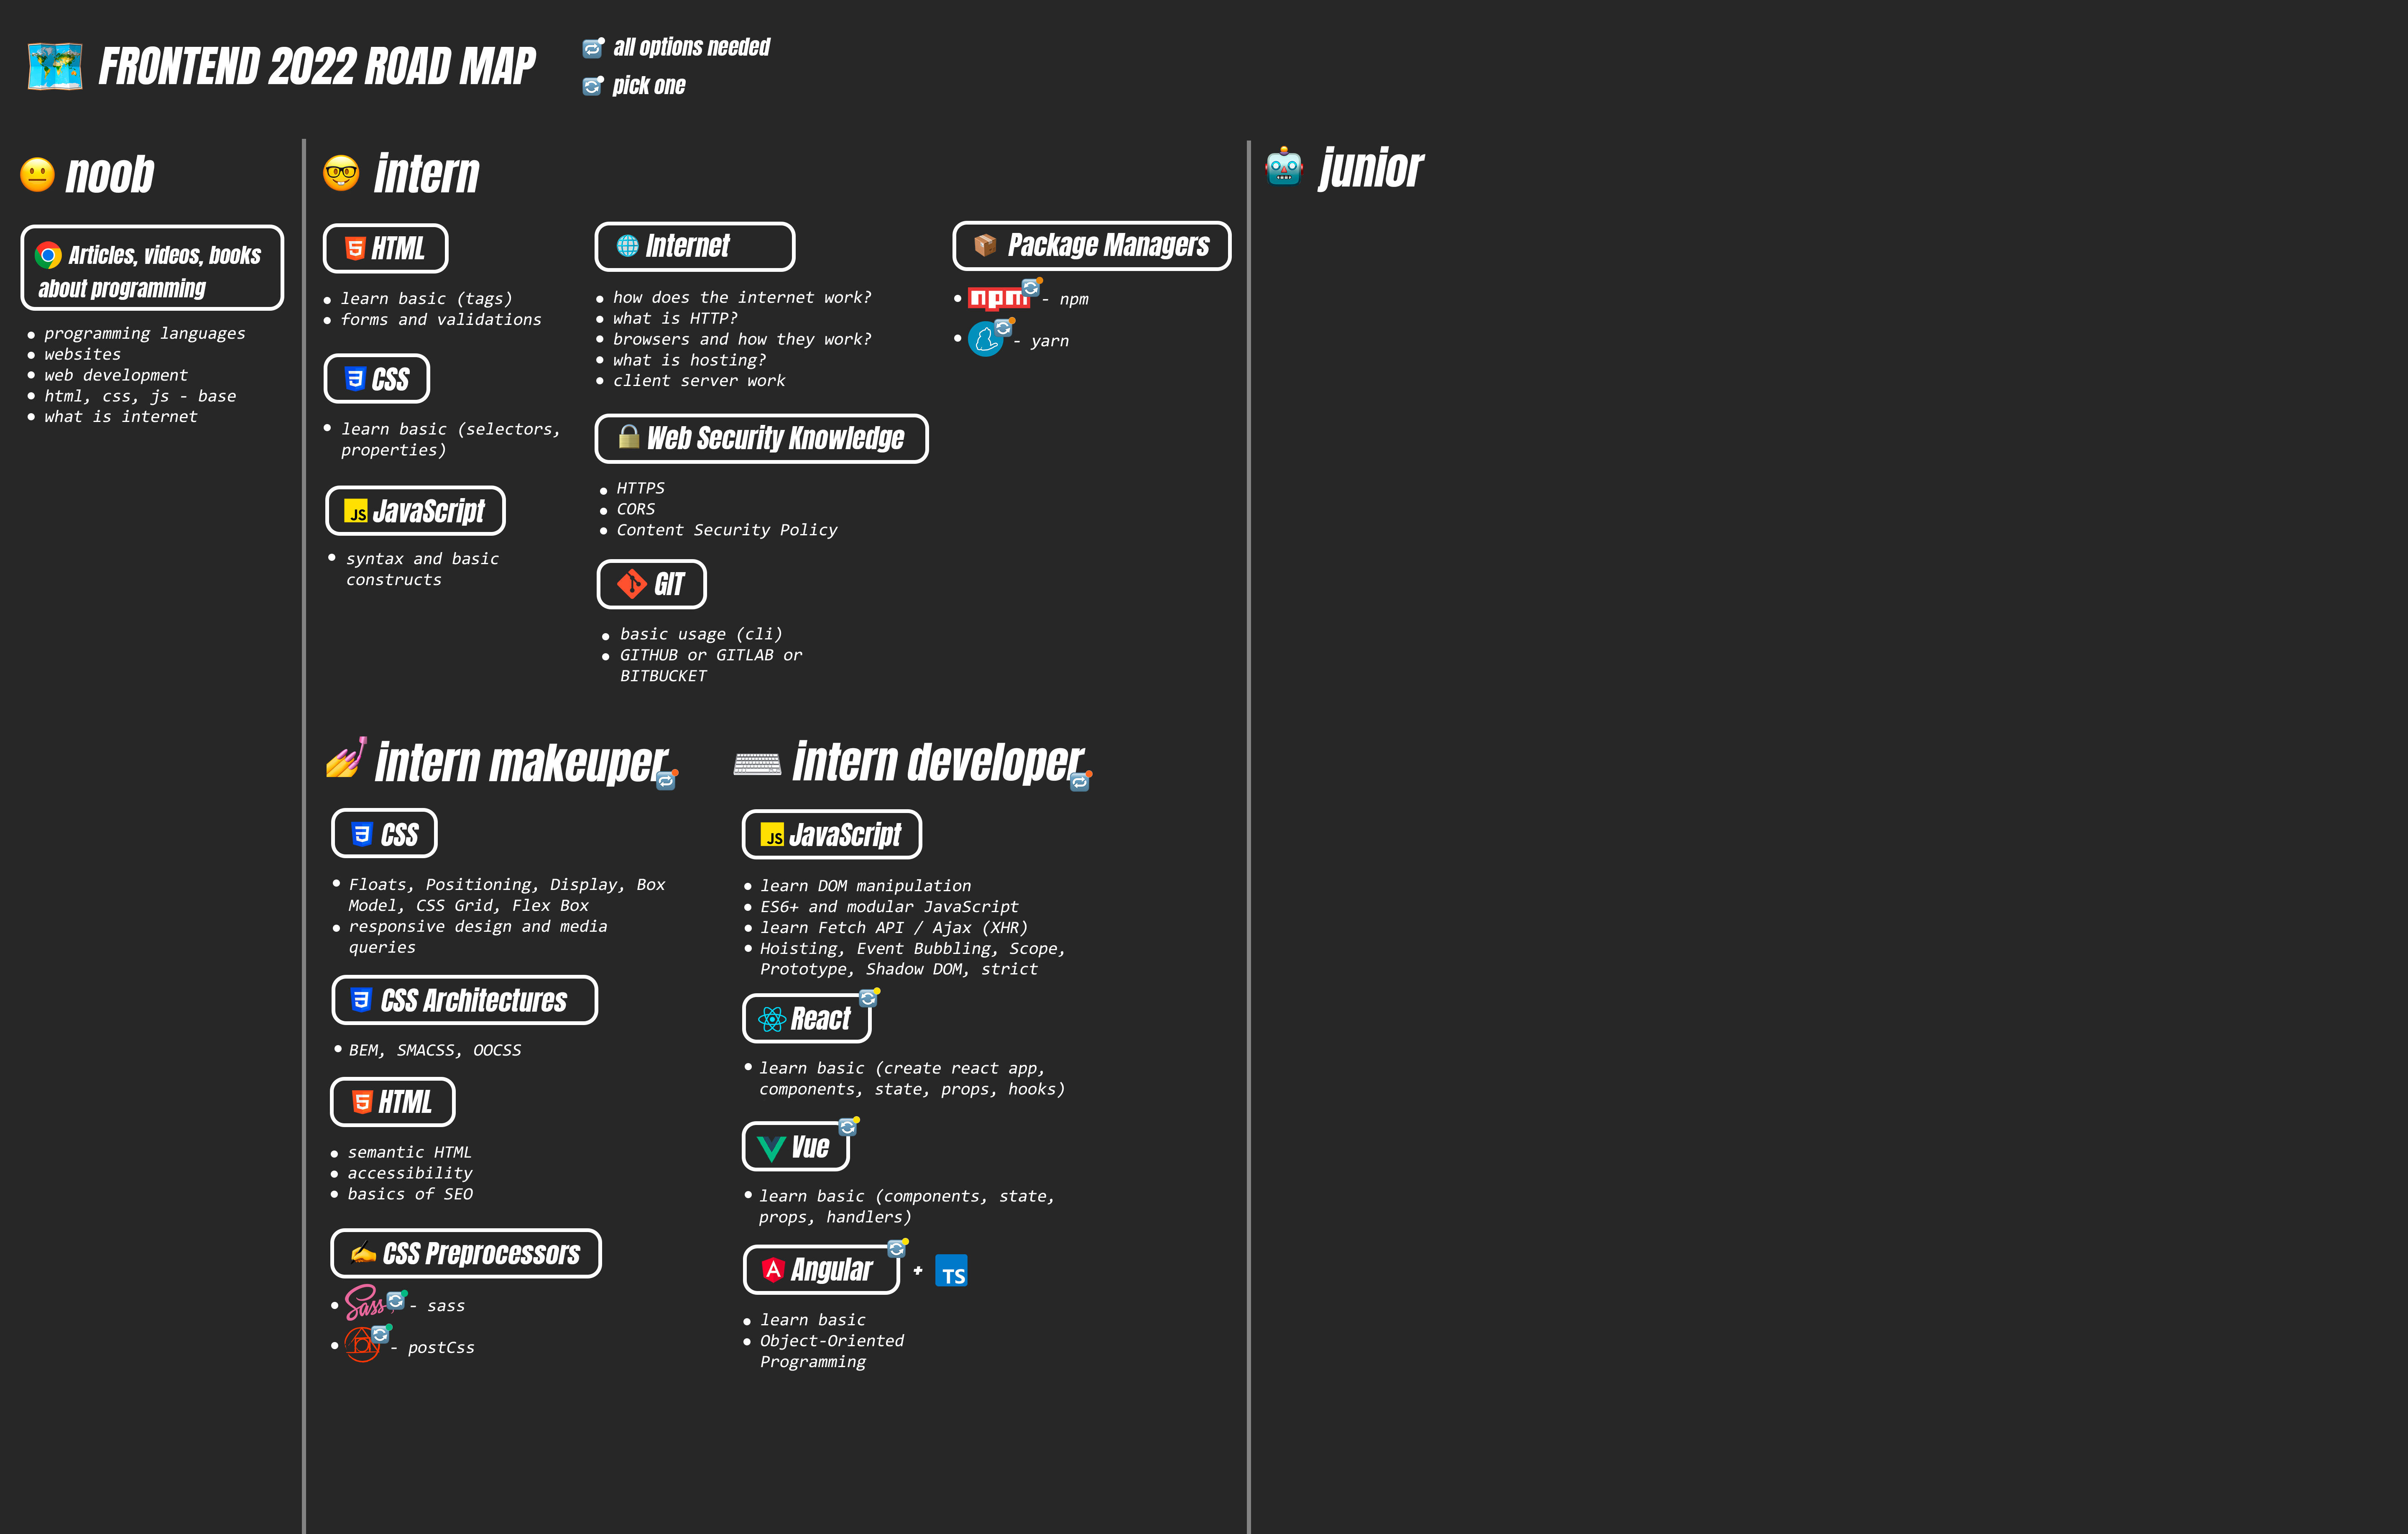 FRONTEND 2022 ROAD MAP
all options needed
pick one
noob
Articles, videos, books
about programming
programming languages
websites
web development
html, css, js - base
what is internet
intern
HTML
learn basic (tags)
forms and validations
CSS
learn basic (selectors,
properties)
JS JavaScript
syntax and basic
constructs
Internet
how does the internet work?
what is HTTP?
browsers and how they work?
what is hosting?
client server work
Web Security Knowledge
HTTPS
CORS
Content Security Policy
GIT
basic usage (cli)
GITHUB or GITLAB or
BITBUCKET
Package Managers
npm - npm
- yarn
intern makeuper
CSS
Floats, Positioning, Display, Box
Model, CSS Grid, Flex Box
responsive design and media
queries
CSS Architectures
BEM, SMACSS, OOCSS
HTML
semantic HTML
accessibility
basics of SEO
CSS Preprocessors
Sass - sass
- postCss
intern developer
JS JavaScript
learn DOM manipulation
ES6+ and modular JavaScript
learn Fetch API / Ajax (XHR)
Hoisting, Event Bubbling, Scope,
Prototype, Shadow DOM, strict
React
learn basic (create react app,
components, state, props, hooks)
Vue
learn basic (components, state,
props, handlers)
Angular + TS
learn basic
Object-Oriented
Programming
junior